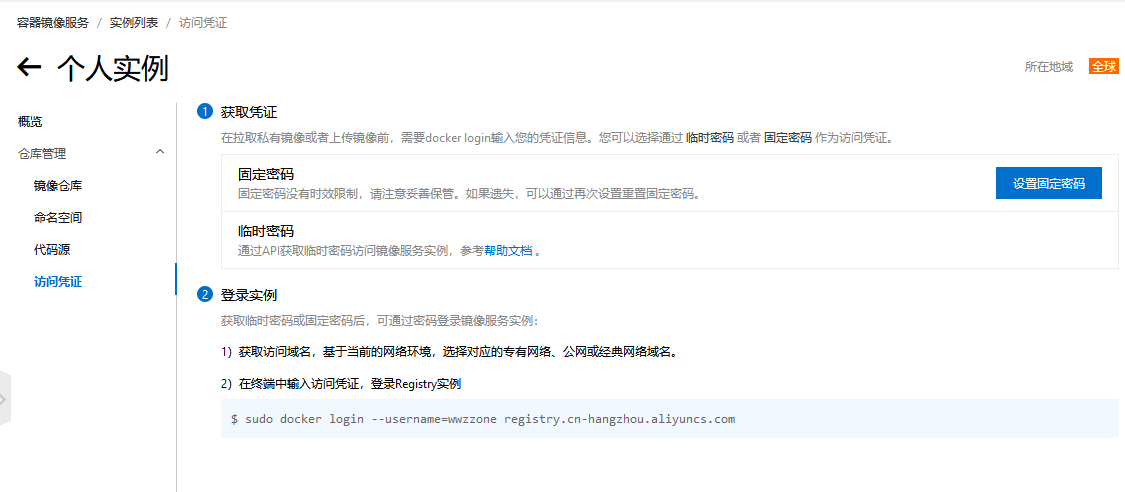 容器镜像服务 / 实例列表 / 访问凭证
个人实例
所在地域 全球
概览
仓库管理
镜像仓库
命名空间
代码源
访问凭证
1 获取凭证
在拉取私有镜像或者上传镜像前，需要docker login输入您的凭证信息。您可以选择通过 临时密码 或者 固定密码 作为访问凭证。
固定密码
固定密码没有时效限制，请注意妥善保管。如果遗失，可以通过再次设置重置固定密码。
设置固定密码
临时密码
通过API获取临时密码访问镜像服务实例，参考帮助文档 。
2 登录实例
获取临时密码或固定密码后，可通过密码登录镜像服务实例：
1）获取访问域名，基于当前的网络环境，选择对应的专有网络、公网或经典网络域名。
2）在终端中输入访问凭证，登录Registry实例
$ sudo docker login --username=wwzzone registry.cn-hangzhou.aliyuncs.com